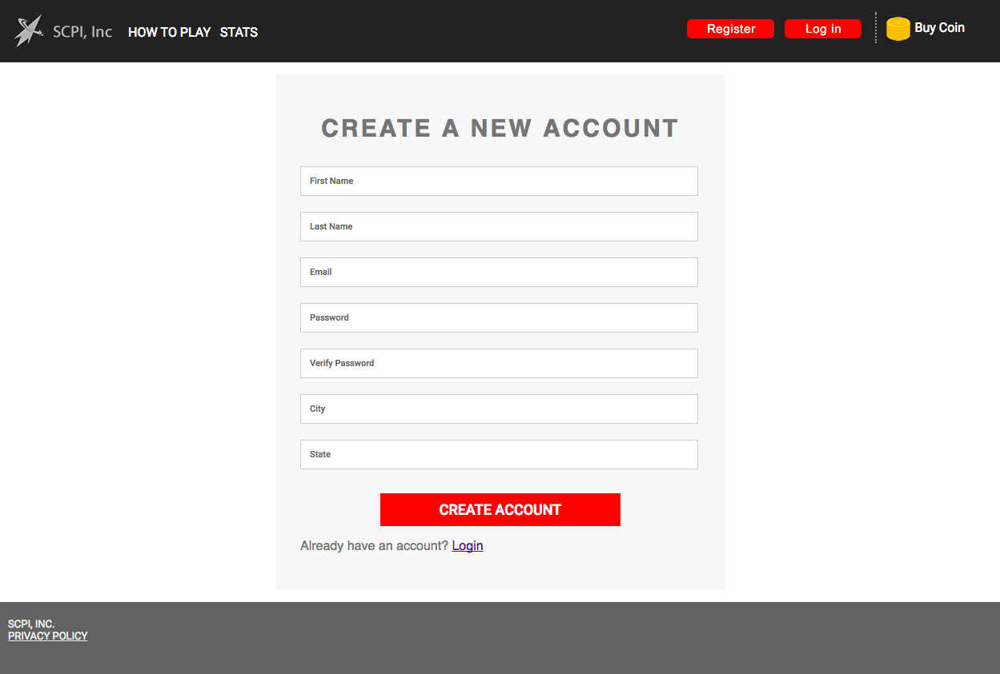 SCPI, Inc HOW TO PLAY STATS Register Log in Buy Coin
CREATE A NEW ACCOUNT
First Name
Last Name
Email
Password
Verify Password
City
State
CREATE ACCOUNT
Already have an account? Login
SCPI, INC.
PRIVACY POLICY